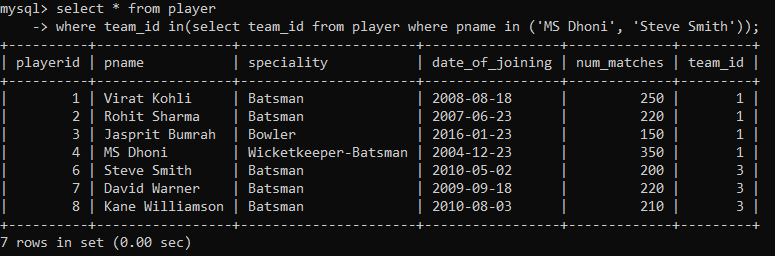 mysql> select * from player
    -> where team_id in(select team_id from player where pname in ('MS Dhoni', 'Steve Smith'));
+----------+-----------------+----------------------+-----------------+-------------+---------+
| playerid | pname           | speciality           | date_of_joining | num_matches | team_id |
+----------+-----------------+----------------------+-----------------+-------------+---------+
|        1 | Virat Kohli     | Batsman              | 2008-08-18      |         250 |       1 |
|        2 | Rohit Sharma    | Batsman              | 2007-06-23      |         220 |       1 |
|        3 | Jasprit Bumrah  | Bowler               | 2016-01-23      |         150 |       1 |
|        4 | MS Dhoni        | Wicketkeeper-Batsman | 2004-12-23      |         350 |       1 |
|        6 | Steve Smith     | Batsman              | 2010-05-02      |         200 |       3 |
|        7 | David Warner    | Batsman              | 2009-09-18      |         220 |       3 |
|        8 | Kane Williamson | Batsman              | 2010-08-03      |         210 |       3 |
+----------+-----------------+----------------------+-----------------+-------------+---------+
7 rows in set (0.00 sec)